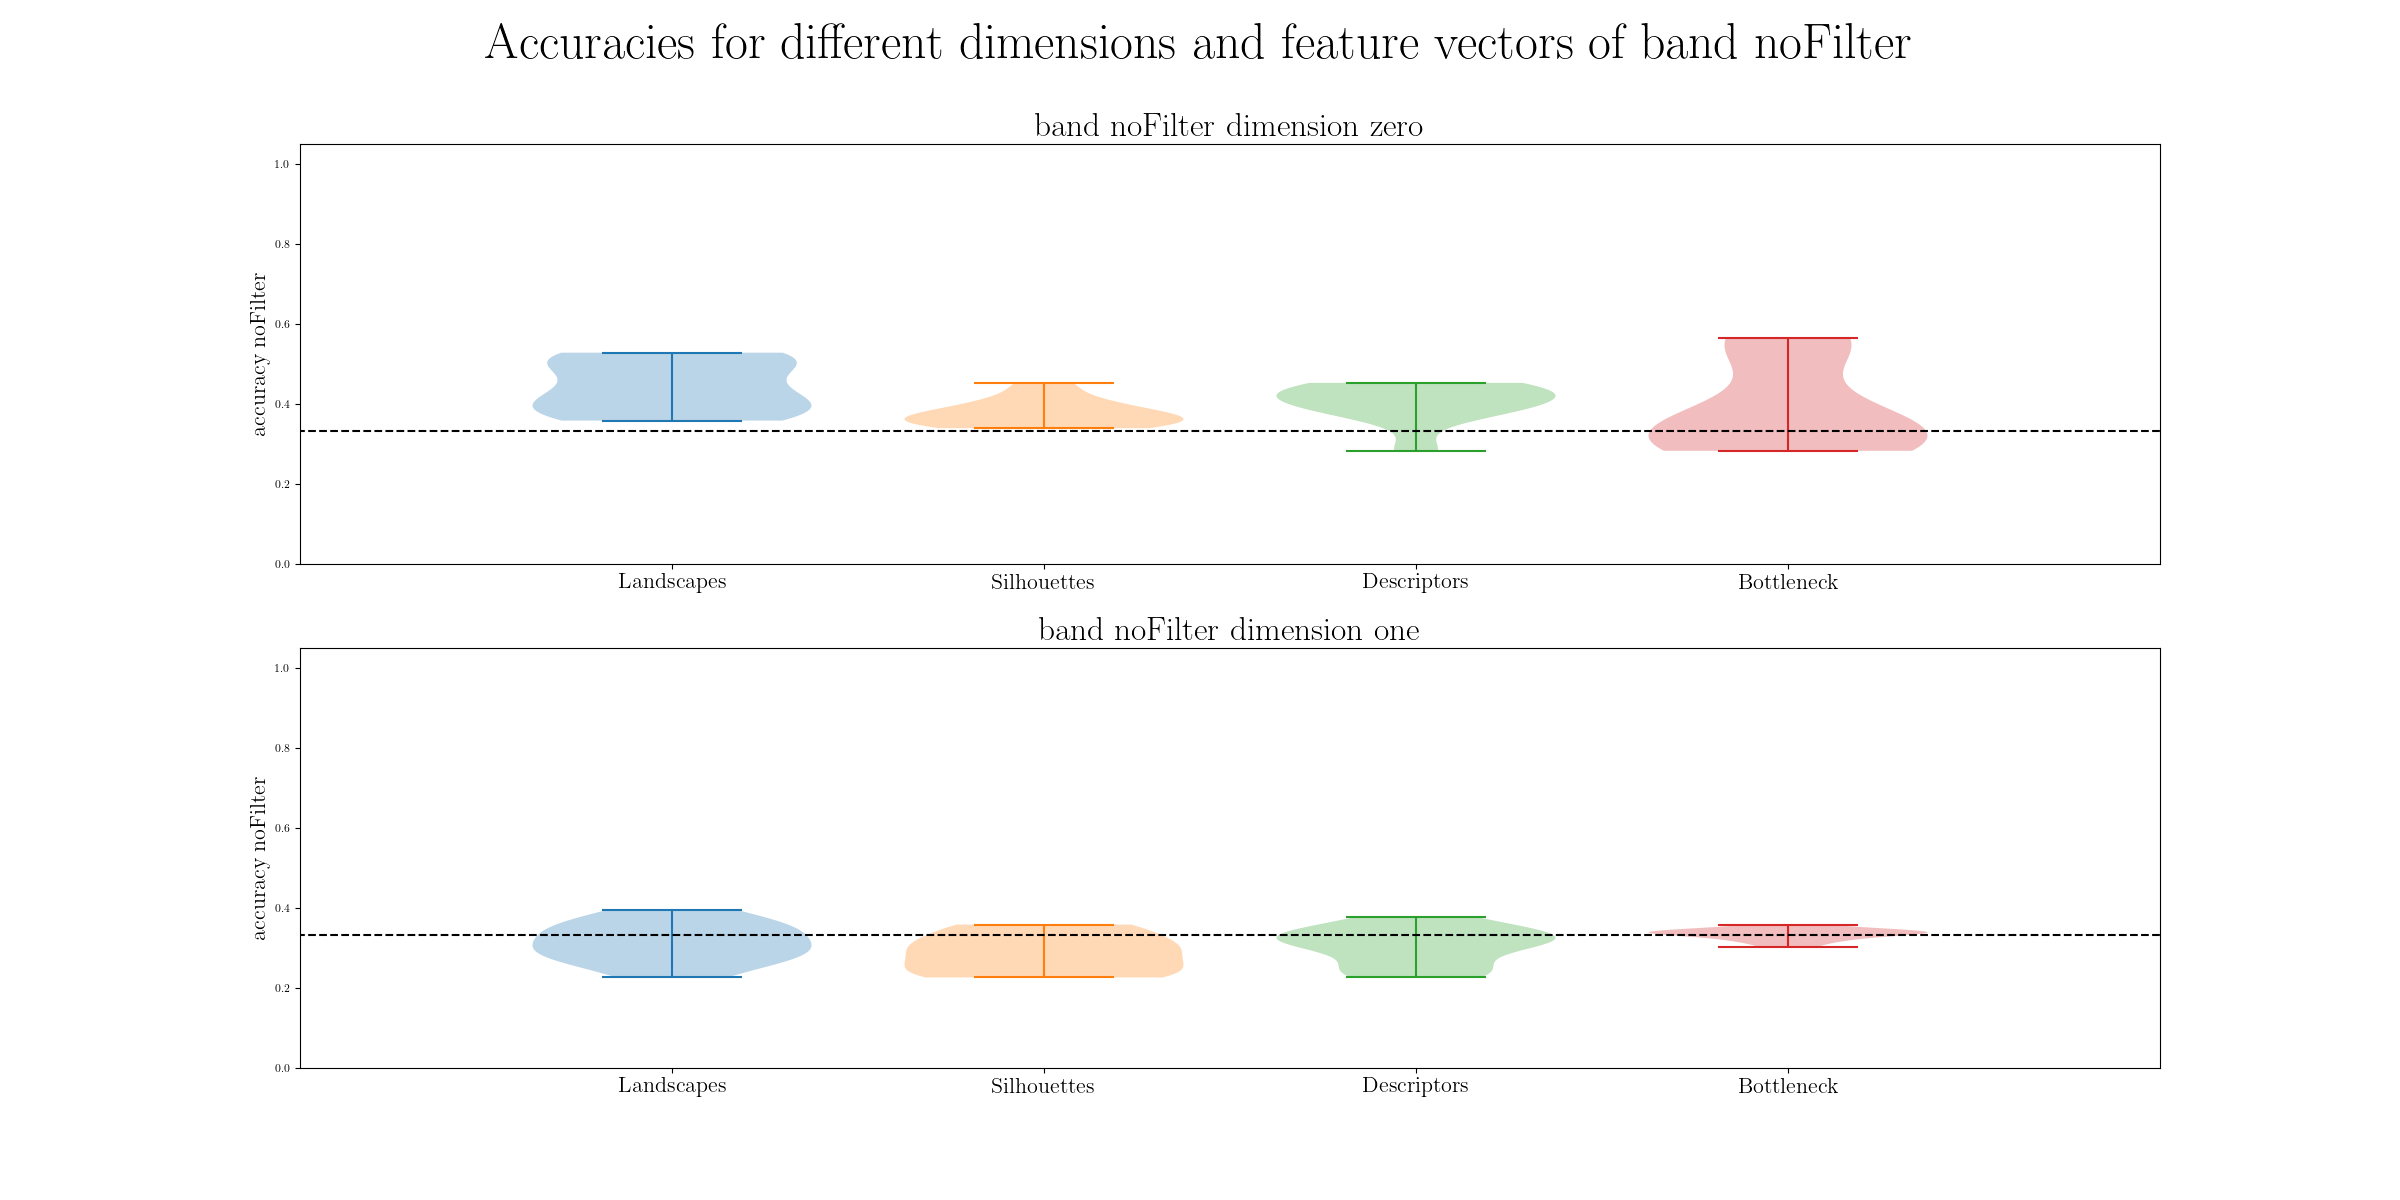 Accuracies for different dimensions and feature vectors of band noFilter
band noFilter dimension zero
accuracy noFilter
1.0
0.8
0.6
0.4
0.2
0.0
Landscapes Silhouettes Descriptors Bottleneck
band noFilter dimension one
accuracy noFilter
1.0
0.8
0.6
0.4
0.2
0.0
Landscapes Silhouettes Descriptors Bottleneck